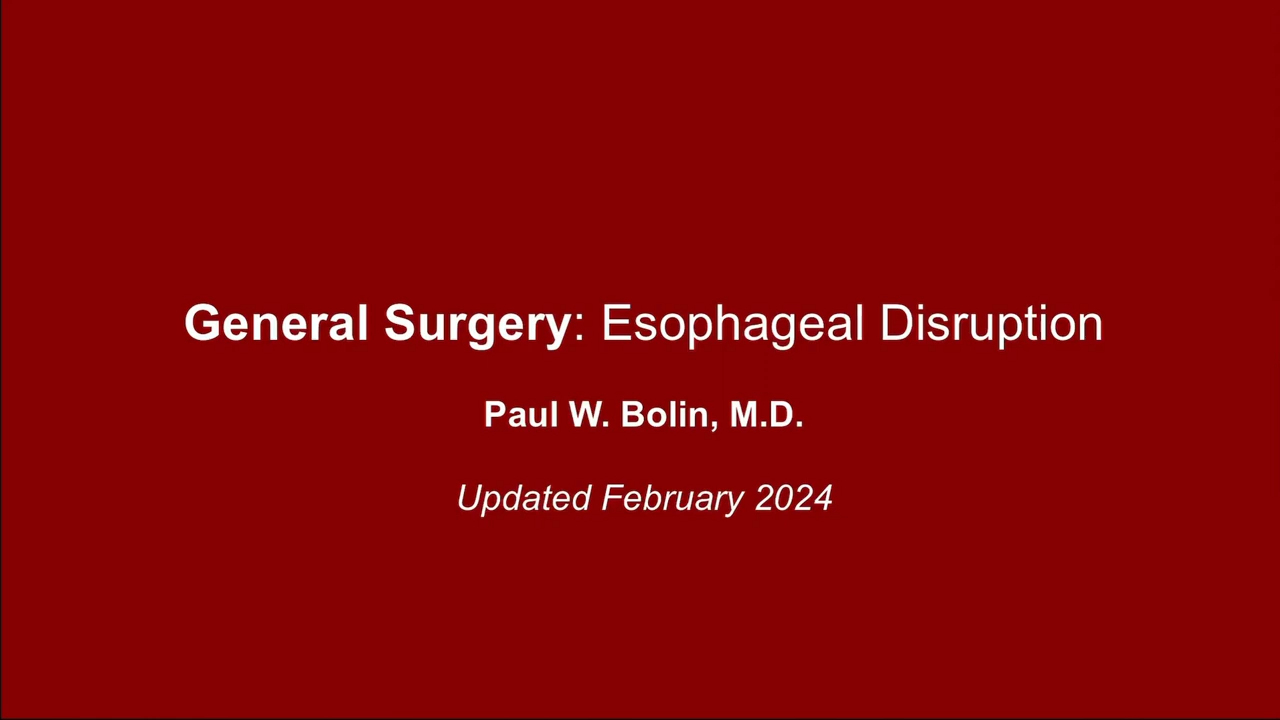 General Surgery: Esophageal Disruption
Paul W. Bolin, M.D.
Updated February 2024